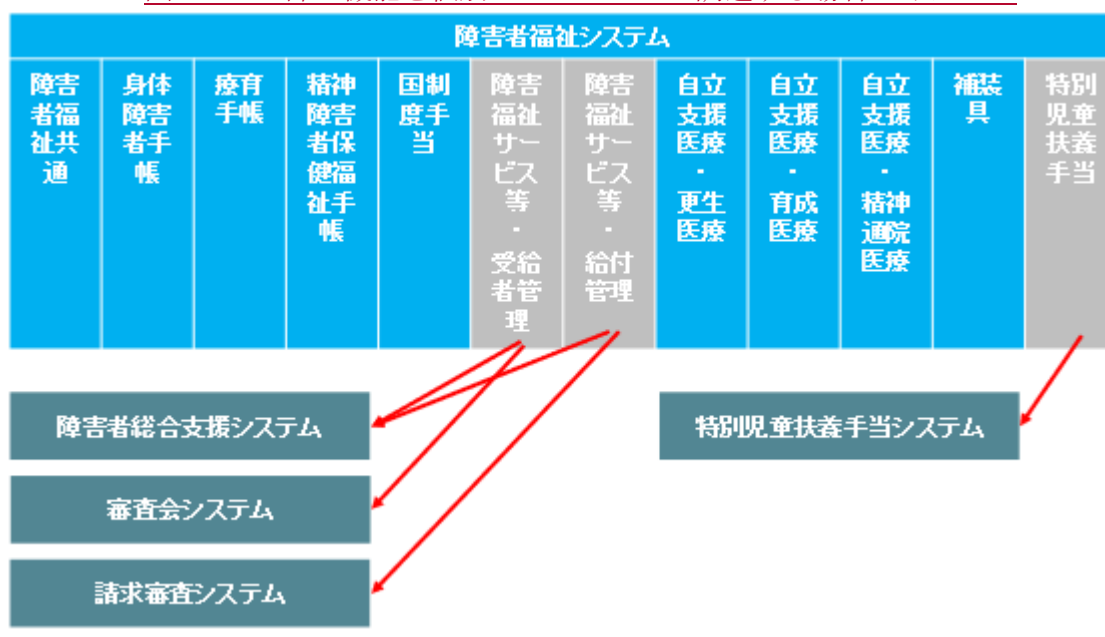 障害者福祉システム
障害
者福
祉共
通
身体
障害
者手
帳
療育
手帳
精神
障害
者保
健福
祉手
帳
国制
度手
当
障害
福祉
サー
ビス
等
・
受給
者管
理
障害
福祉
サー
ビス
等
・
給付
管理
自立
支援
医療
・
更生
医療
自立
支援
医療
・
育成
医療
自立
支援
医療
・
精神
通院
医療
補装
具
特別
児童
扶養
手当
障害者総合支援システム
特別児童扶養手当システム
審査会システム
請求審査システム